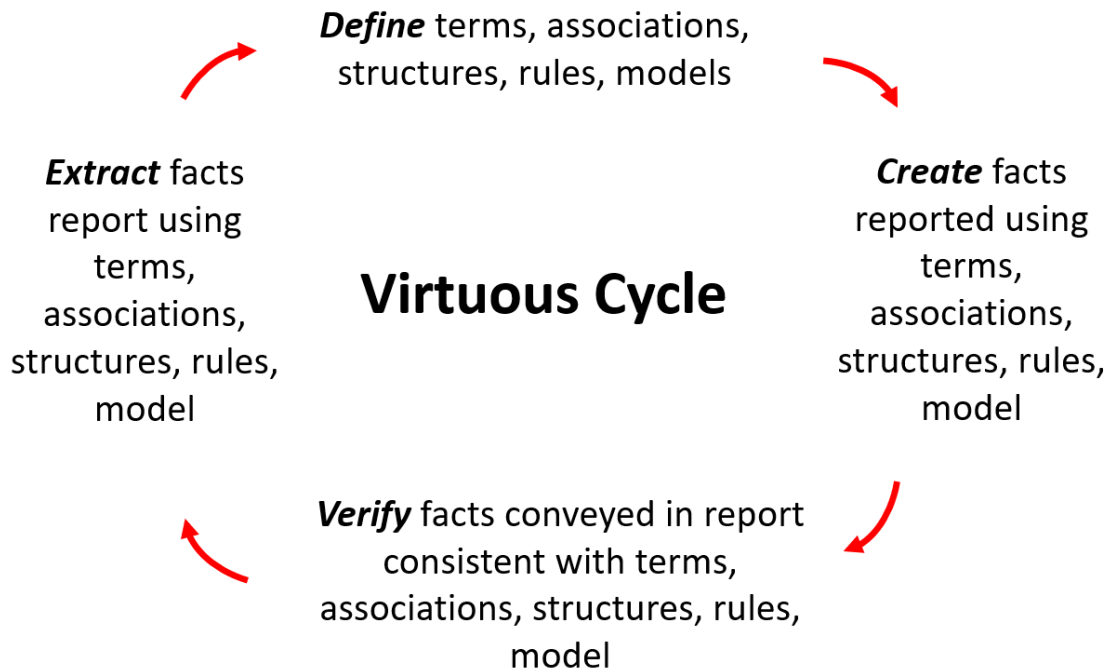 Define terms, associations,
structures, rules, models
Extract facts
report using
terms,
associations,
structures, rules,
model
Virtuous Cycle
Create facts
reported using
terms,
associations,
structures, rules,
model
Verify facts conveyed in report
consistent with terms,
associations, structures, rules,
model